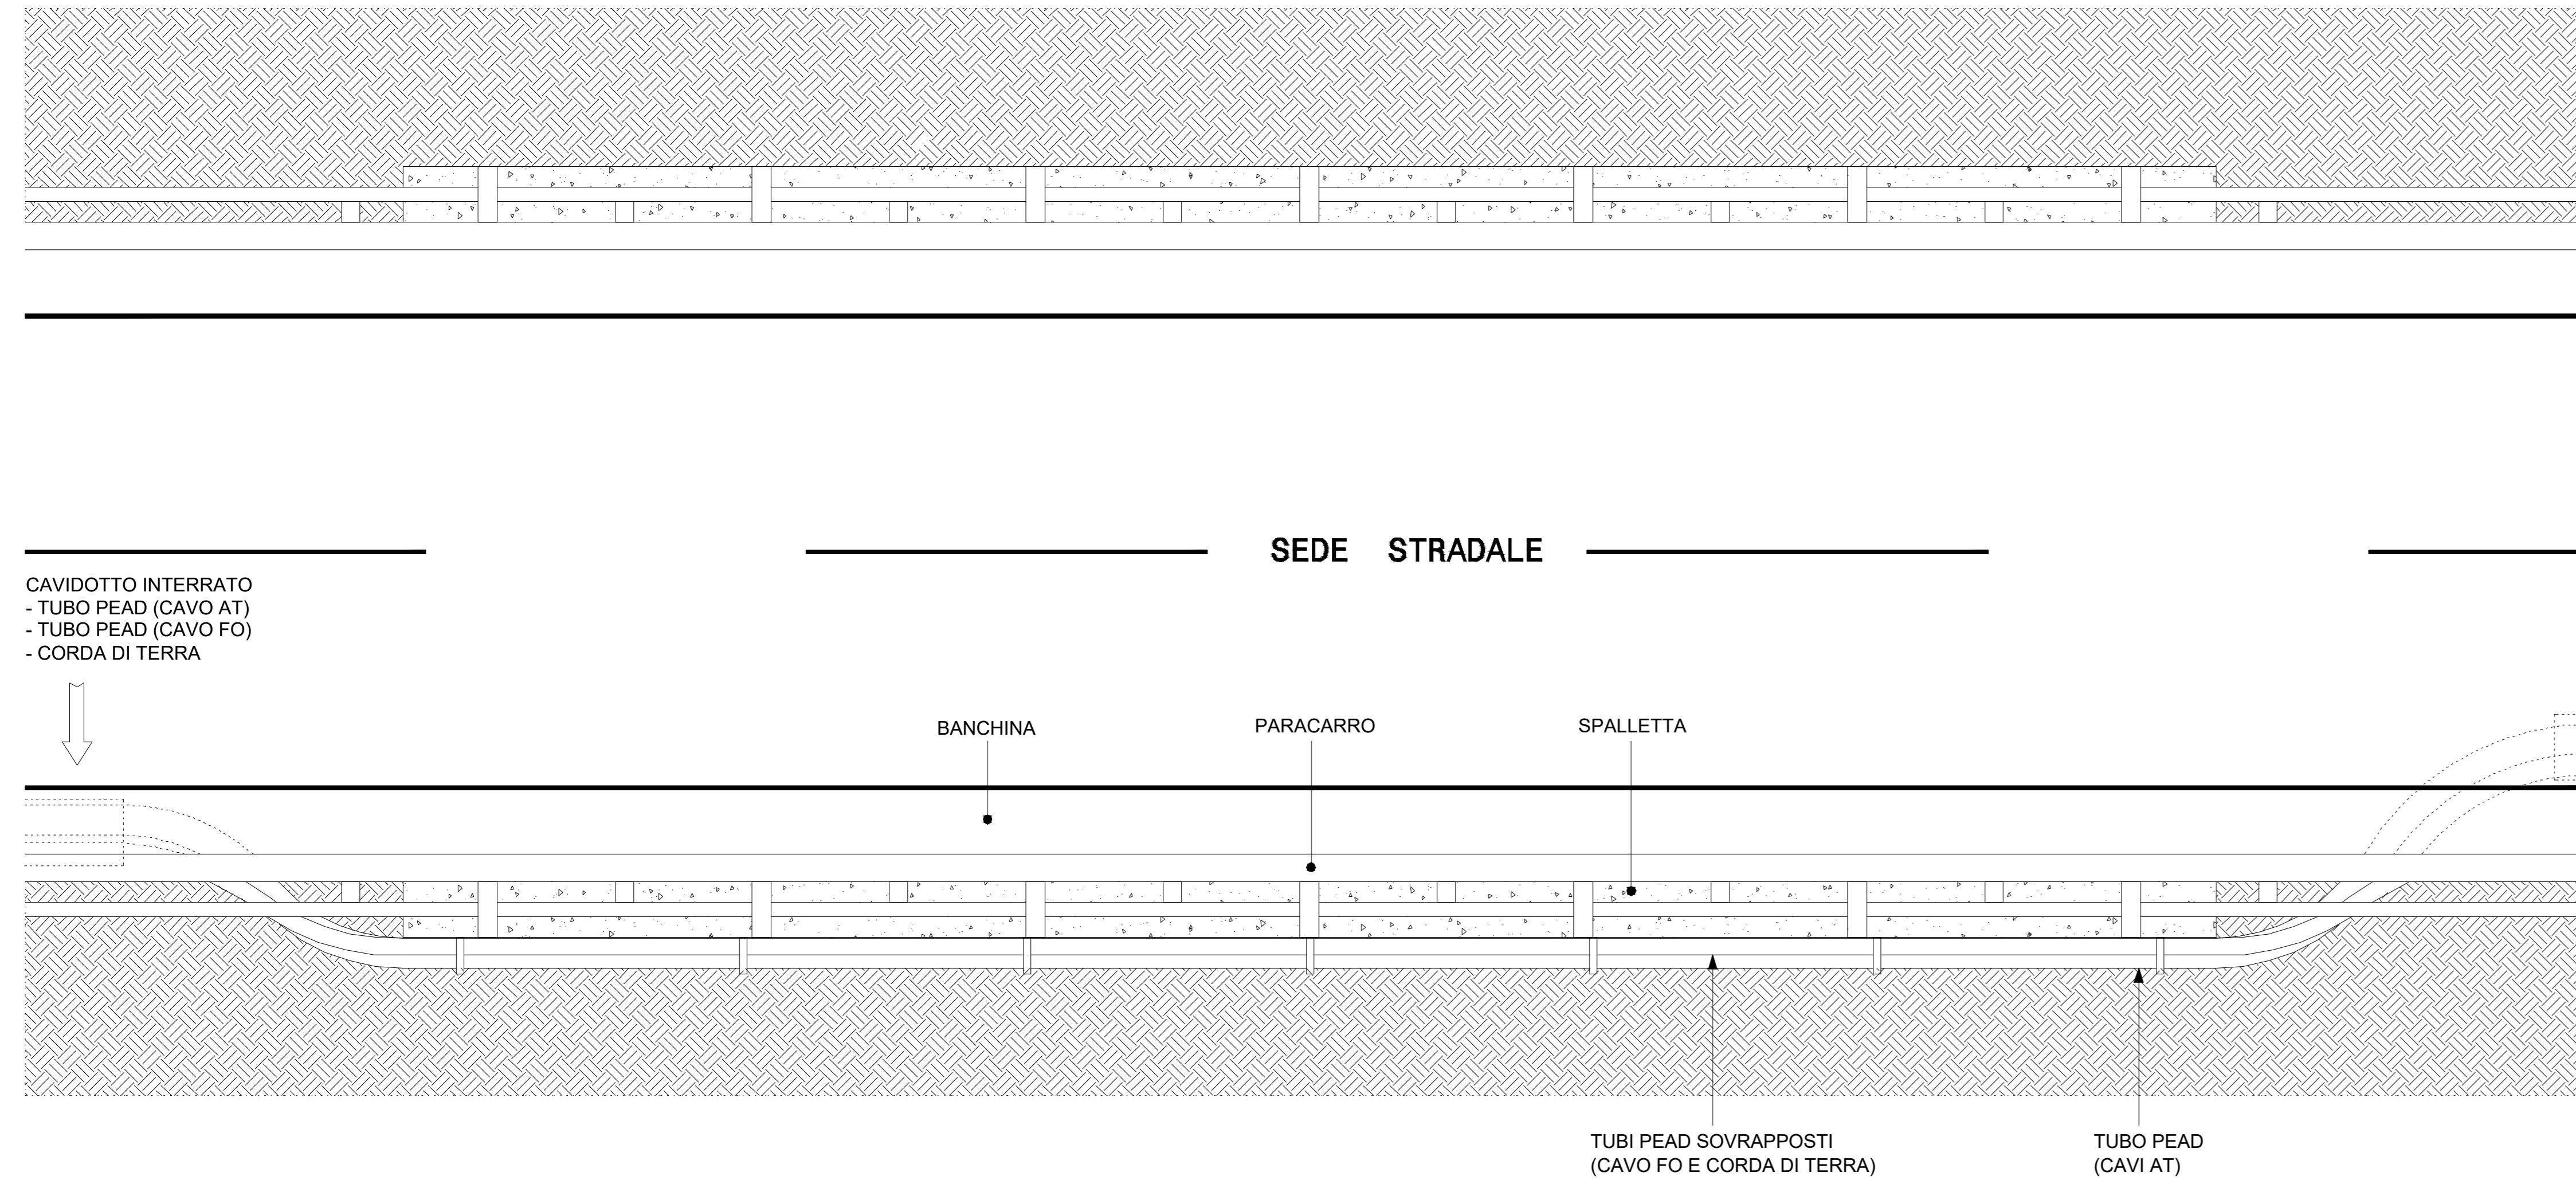 SEDE STRADALE
CAVIDOTTO INTERRATO
- TUBO PEAD (CAVO AT)
- TUBO PEAD (CAVO FO)
- CORDA DI TERRA
BANCHINA
PARACARRO
SPALLETTA
TUBI PEAD SOVRAPPOSTI
(CAVO FO E CORDA DI TERRA)
TUBO PEAD
(CAVI AT)